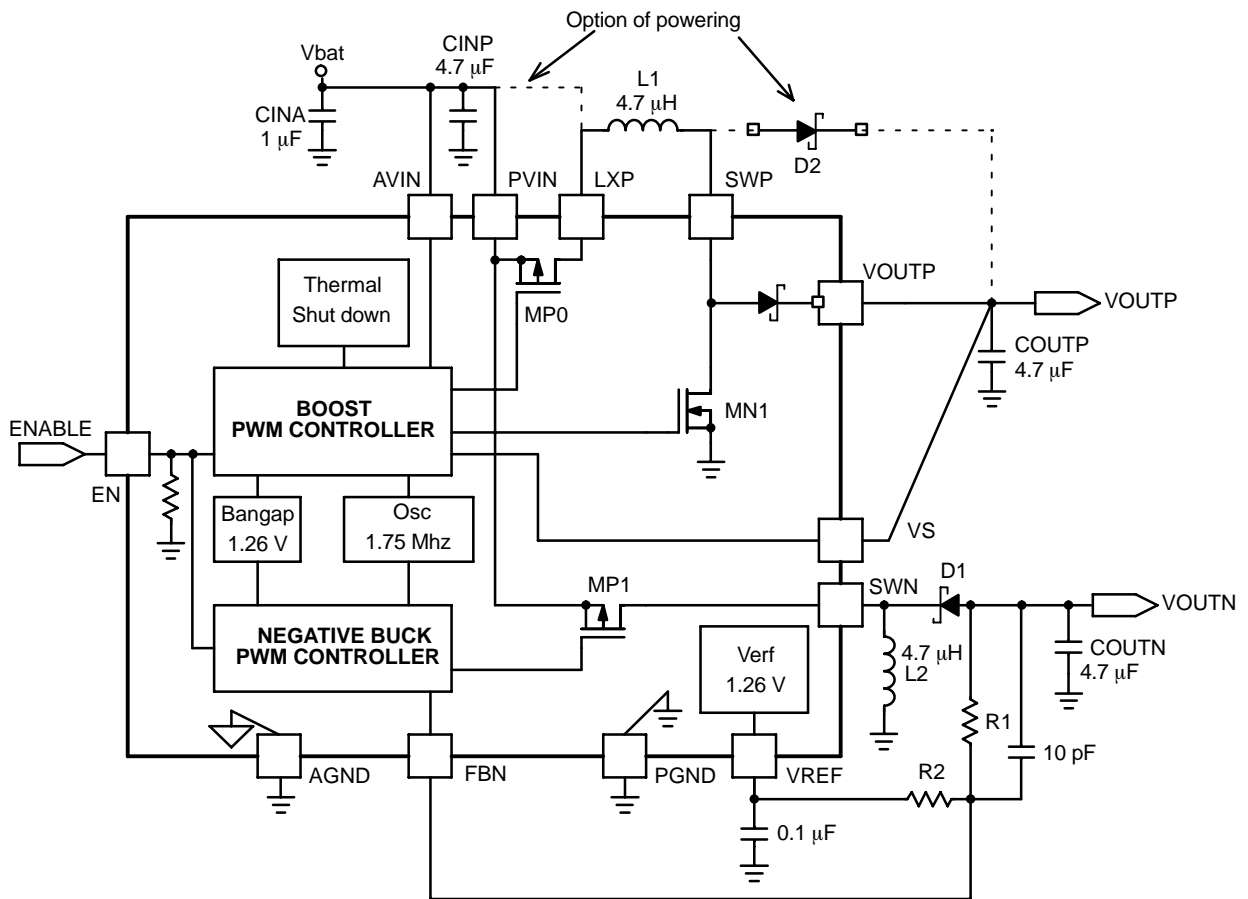 Option of powering
Vbat
CINP
4.7 μF
L1
4.7 μH
CINA
1 μF
D2
AVIN
PVIN
LXP
SWP
Thermal
Shut down
MP0
VOUTP
VOUTP
COUTP
4.7 μF
BOOST
PWM CONTROLLER
MN1
ENABLE
EN
Bangap
1.26 V
Osc
1.75 Mhz
VS
MP1
SWN
D1
VOUTN
NEGATIVE BUCK
PWM CONTROLLER
Verf
1.26 V
4.7 μH
L2
COUTN
4.7 μF
R1
10 pF
AGND
FBN
PGND
VREF
R2
0.1 μF